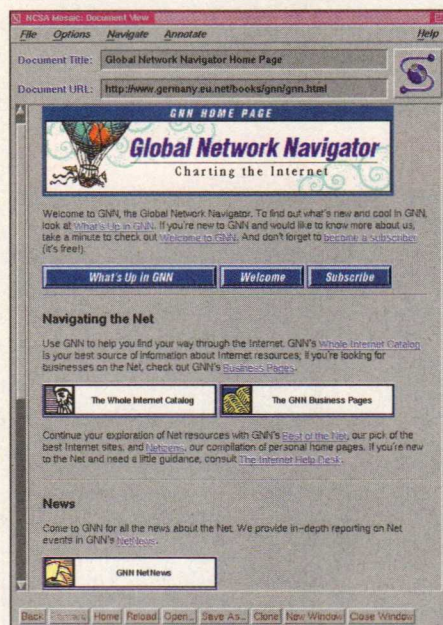 NCSA Mosaic: Document View
File Options Navigate Annotate Help
Document Title: Global Network Navigator Home Page
Document URL: http://www.germany.eu.net/books/gnn/gnn.html
GNN HOME PAGE
Global Network Navigator
Charting the Internet
Welcome to GNN, the Global Network Navigator. To find out what's new and cool in GNN,
look at What's Up in GNN. If you're new to GNN and would like to know more about us,
take a minute to check out Welcome to GNN. And don't forget to become a subscriber
(it's free!).
What's Up in GNN Welcome Subscribe
Navigating the Net
Use GNN to help you find your way through the Internet. GNN's Whole Internet Catalog
is your best source of information about Internet resources; if you're looking for
businesses on the Net, check out GNN's Business Pages.
The Whole Internet Catalog The GNN Business Pages
Continue your exploration of Net resources with GNN's Best of the Net, our pick of the
best Internet sites, and Netizens, our compilation of personal home pages. If you're new
to the Net and need a little guidance, consult The Internet Help Desk.
News
Come to GNN for all the news about the Net. We provide in-depth reporting on Net
events in GNN's NetNews.
GNN NetNews
Back Forward Home Reload Open... Save As... Clone New Window Close Window